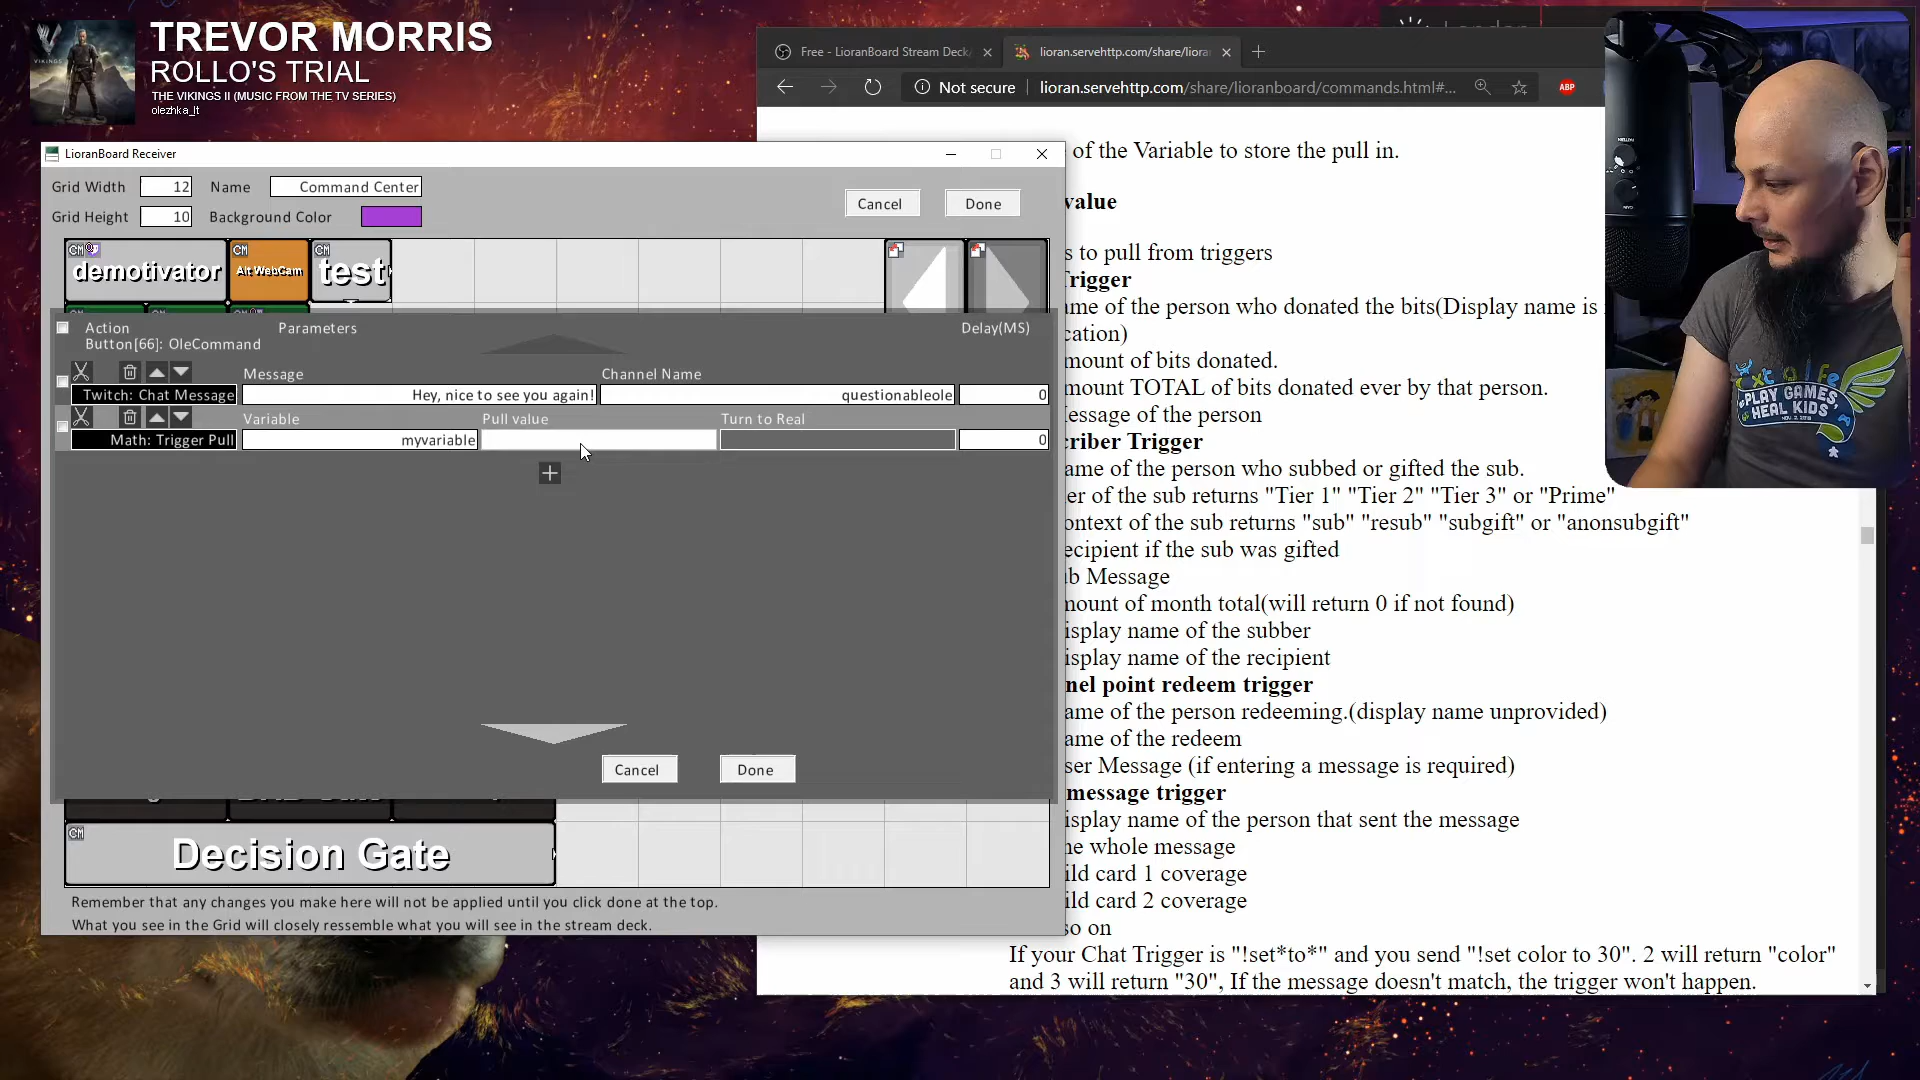 TREVOR MORRIS
ROLLO'S TRIAL
THE VIKINGS II (MUSIC FROM THE TV SERIES)
olezhka_lt
VIKINGS
Free - LioranBoard Stream Deck
lioran.servehttp.com/share/liora
Not secure
lioran.servehttp.com/share/lioranboard/commands.html#...
ABP
LioranBoard Receiver
Grid Width
12
Name
Command Center
Grid Height
10
Background Color
Cancel
Done
CM
demotivator
CM
Alt WebCam
CM
test
Action
Parameters
Delay(MS)
Button[66]: OleCommand
Message
Channel Name
Twitch: Chat Message
Hey, nice to see you again!
questionableole
0
Variable
Pull value
Turn to Real
Math: Trigger Pull
myvariable
0
Cancel
Done
CM
Decision Gate
Remember that any changes you make here will not be applied until you click done at the top.
What you see in the Grid will closely ressemble what you will see in the stream deck.
of the Variable to store the pull in.
value
s to pull from triggers
Trigger
ame of the person who donated the bits(Display name is
cation)
mount of bits donated.
mount TOTAL of bits donated ever by that person.
essage of the person
criber Trigger
ame of the person who subbed or gifted the sub.
er of the sub returns "Tier 1" "Tier 2" "Tier 3" or "Prime"
ontext of the sub returns "sub" "resub" "subgift" or "anonsubgift"
ecipient if the sub was gifted
ub Message
mount of month total(will return 0 if not found)
isplay name of the subber
isplay name of the recipient
nel point redeem trigger
ame of the person redeeming.(display name unprovided)
ame of the redeem
ser Message (if entering a message is required)
message trigger
isplay name of the person that sent the message
he whole message
ild card 1 coverage
ild card 2 coverage
so on
If your Chat Trigger is "!set*to*" and you send "!set color to 30". 2 will return "color"
and 3 will return "30", If the message doesn't match, the trigger won't happen.
PLAY GAMES,
HEAL KIDS